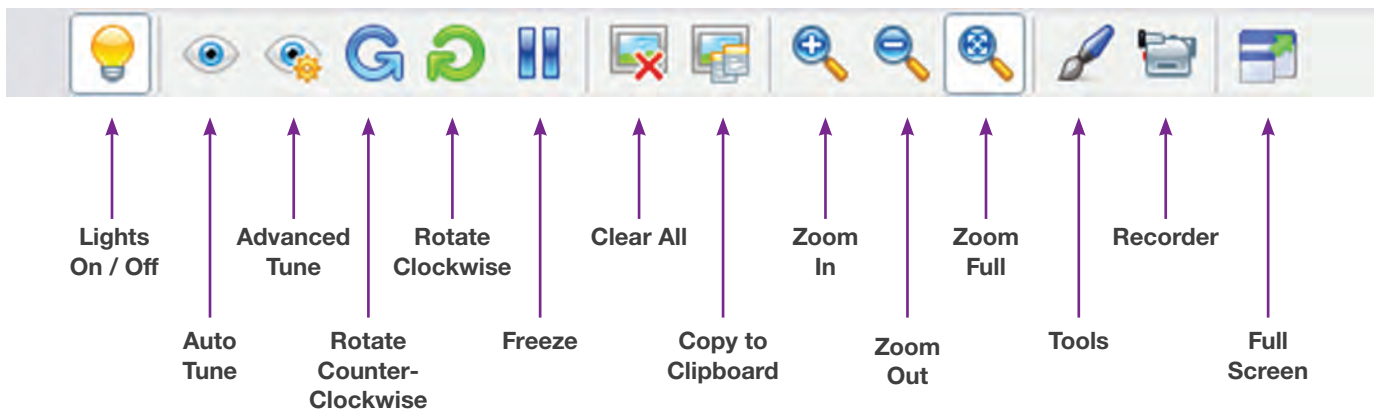 Lights
On / Off
Advanced
Tune
Rotate
Clockwise
Clear All
Zoom
In
Zoom
Full
Recorder
Auto
Tune
Rotate
Counter-
Clockwise
Freeze
Copy to
Clipboard
Zoom
Out
Tools
Full
Screen